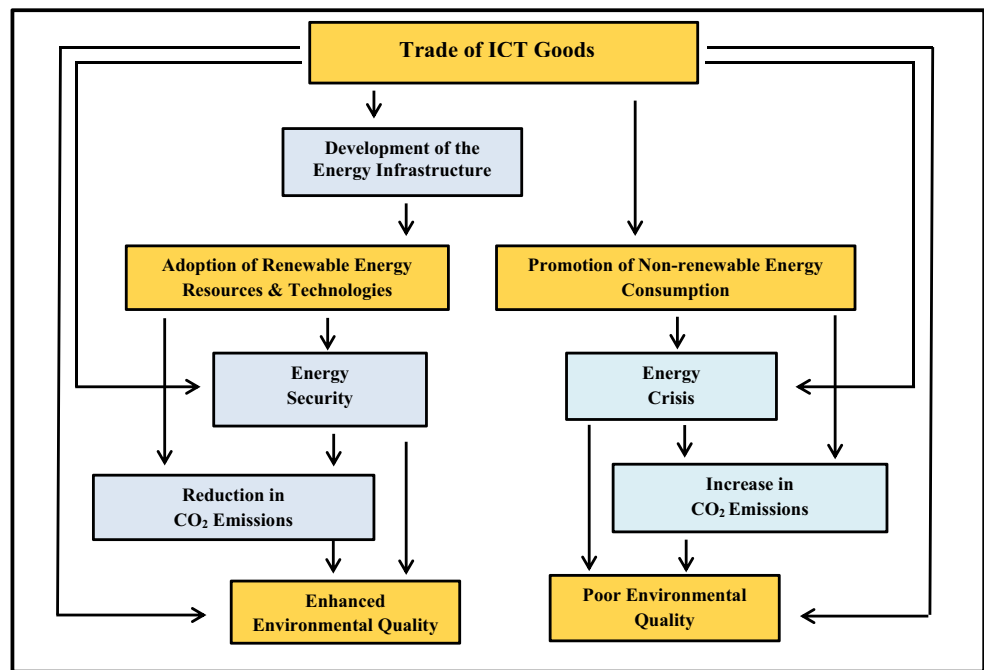 Trade of ICT Goods
Development of the
Energy Infrastructure
Adoption of Renewable Energy
Resources & Technologies
Promotion of Non-renewable Energy
Consumption
Energy
Security
Energy
Crisis
Reduction in
CO₂ Emissions
Increase in
CO₂ Emissions
Enhanced
Environmental Quality
Poor Environmental
Quality